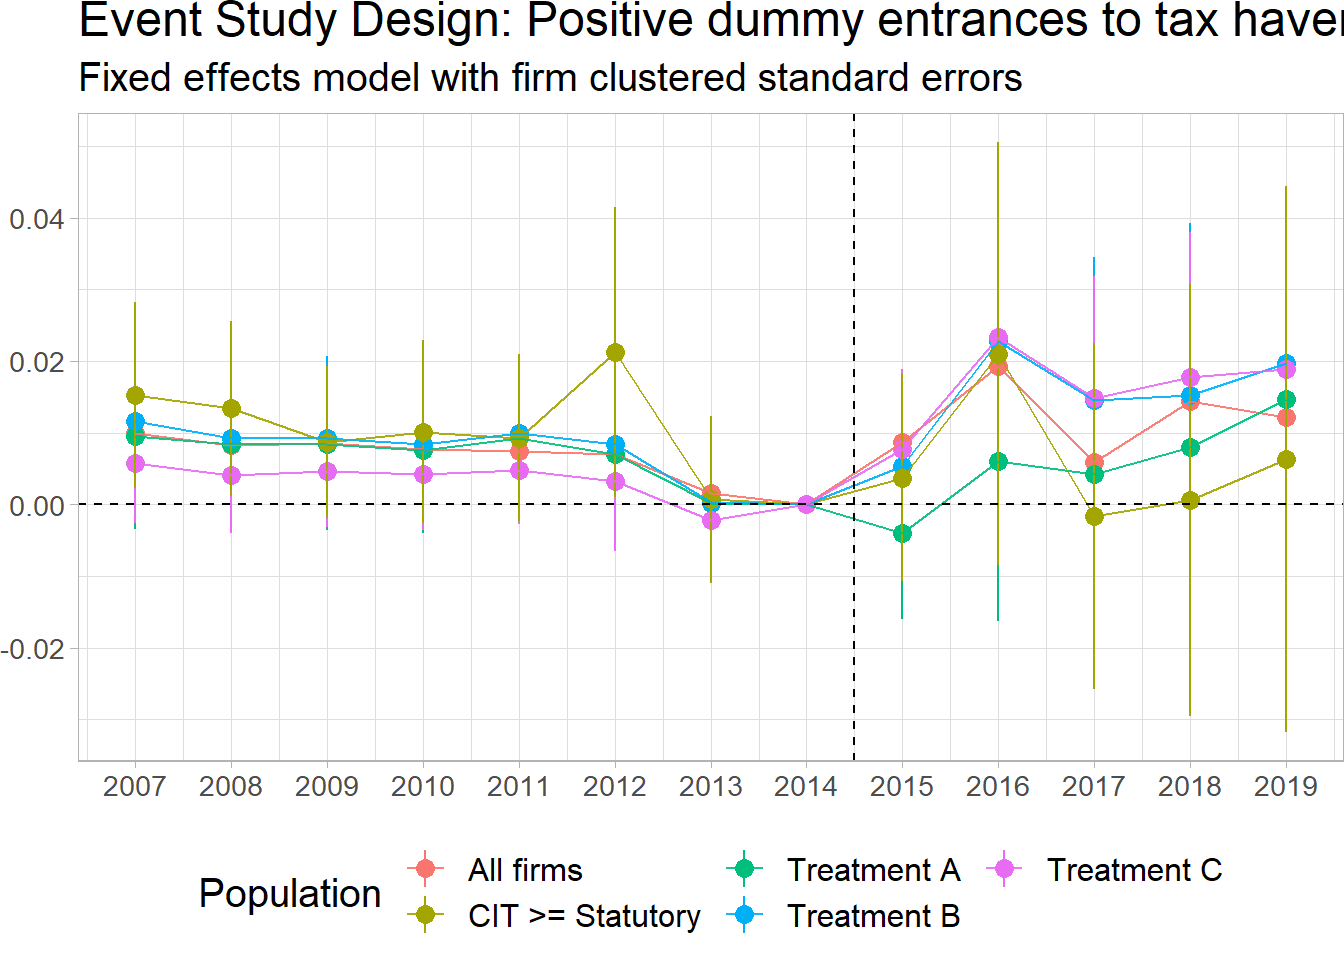 Event Study Design: Positive dummy entrances to tax
Fixed effects model with firm clustered standard errors
0.04
0.02
0.00
-0.02
2007 2008 2009 2010 2011 2012 2013 2014 2015 2016 2017 2018 2019
Population
All firms Treatment A Treatment C
CIT >= Statutory Treatment B